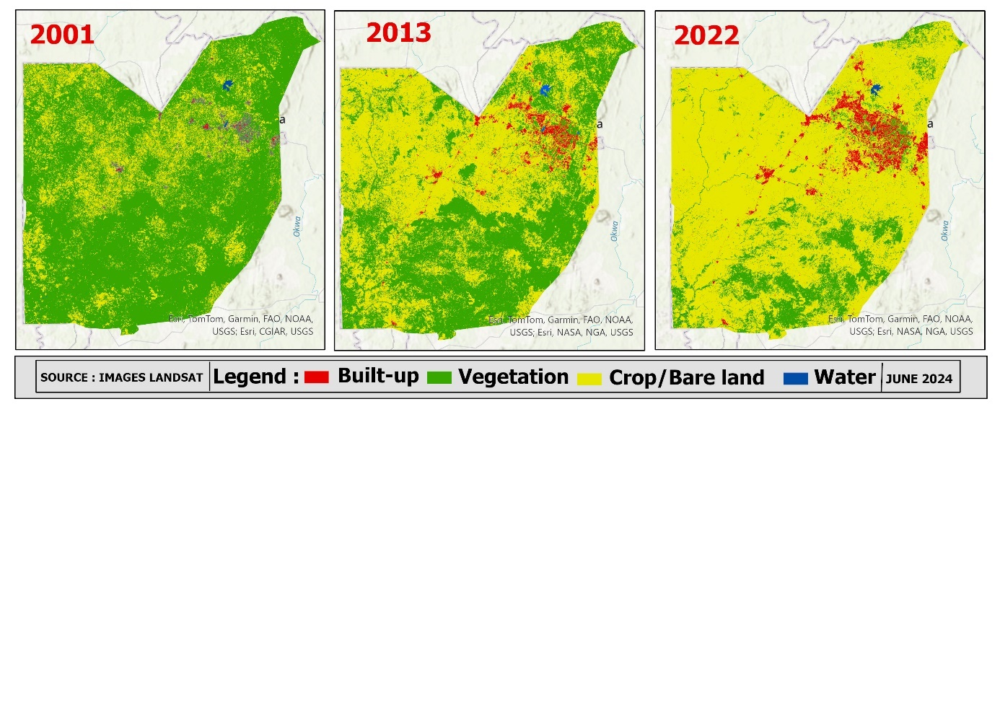 2001
2013
2022
a
a
a
Okwa
Okwa
Okwa
Esri, TomTom, Garmin, FAO, NOAA,
USGS; Esri, CGIAR, USGS
Esri, TomTom, Garmin, FAO, NOAA,
USGS; Esri, NASA, NGA, USGS
Esri, TomTom, Garmin, FAO, NOAA,
USGS; Esri, NASA, NGA, USGS
SOURCE : IMAGES LANDSAT Legend : Built-up Vegetation Crop/Bare land Water JUNE 2024